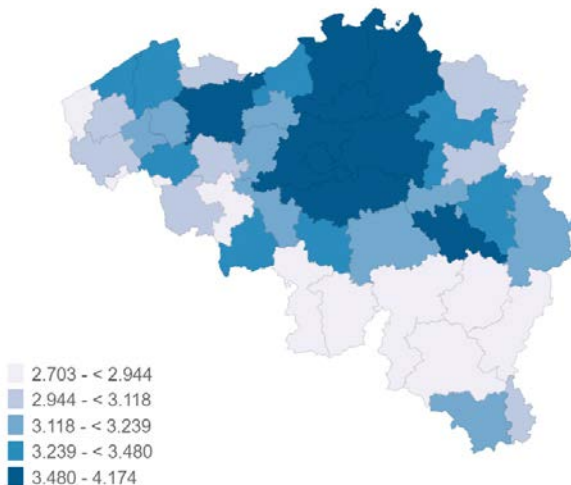 2.703 - < 2.944
2.944 - < 3.118
3.118 - < 3.239
3.239 - < 3.480
3.480 - 4.174